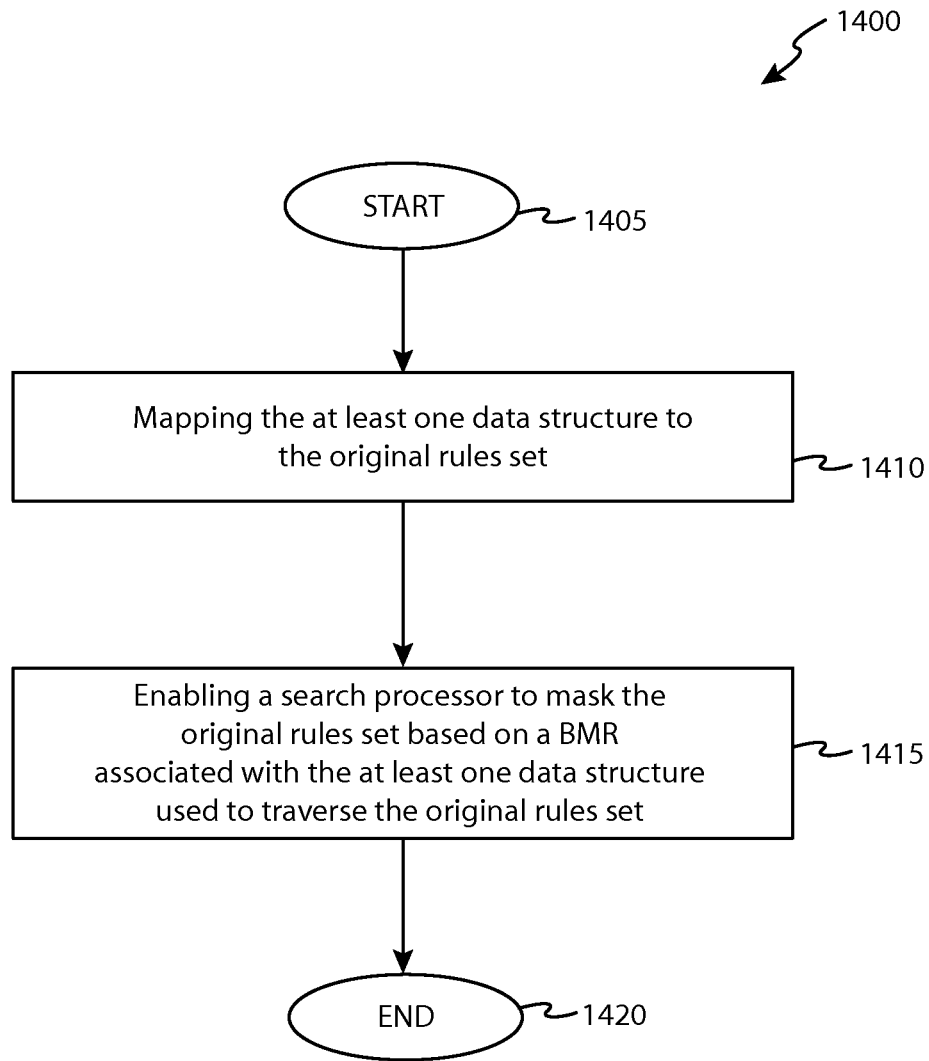 1400
START
1405
Mapping the at least one data structure to
the original rules set
1410
Enabling a search processor to mask the
original rules set based on a BMR
associated with the at least one data structure
used to traverse the original rules set
1415
END
1420